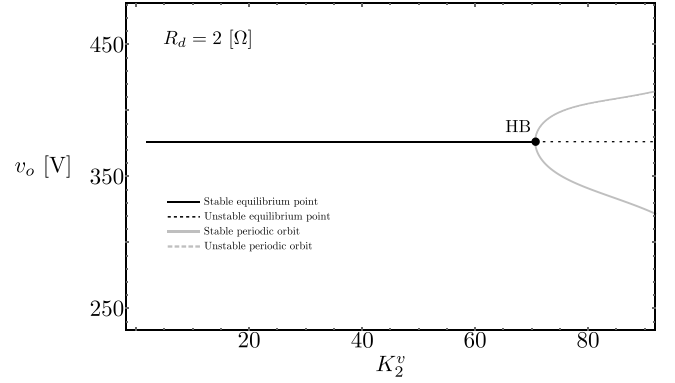 R_d = 2 [Ω]
450
HB
v_o [V]
350
Stable equilibrium point
Unstable equilibrium point
Stable periodic orbit
Unstable periodic orbit
250
20 40 60 80
K_2^v